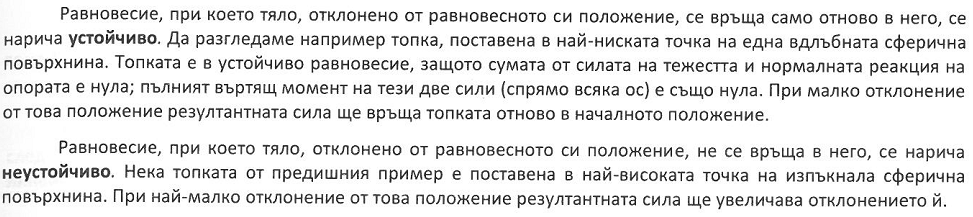 Равновесие, при което тяло, отклонено от равновесното си положение, се връща само отново в него, се
нарича устойчиво. Да разгледаме например топка, поставена в най-ниската точка на една вдлъбната сферична
повърхнина. Топката е в устойчиво равновесие, защото сумата от силата на тежестта и нормалната реакция на
опората е нула; пълният въртящ момент на тези две сили (спрямо всяка ос) е също нула. При малко отклонение
от това положение резултантната сила ще връща топката отново в началното положение.
Равновесие, при което тяло, отклонено от равновесното си положение, не се връща в него, се нарича
неустойчиво. Нека топката от предишния пример е поставена в най-високата точка на изпъкнала сферична
повърхнина. При най-малко отклонение от това положение резултантната сила ще увеличава отклонението ѝ.